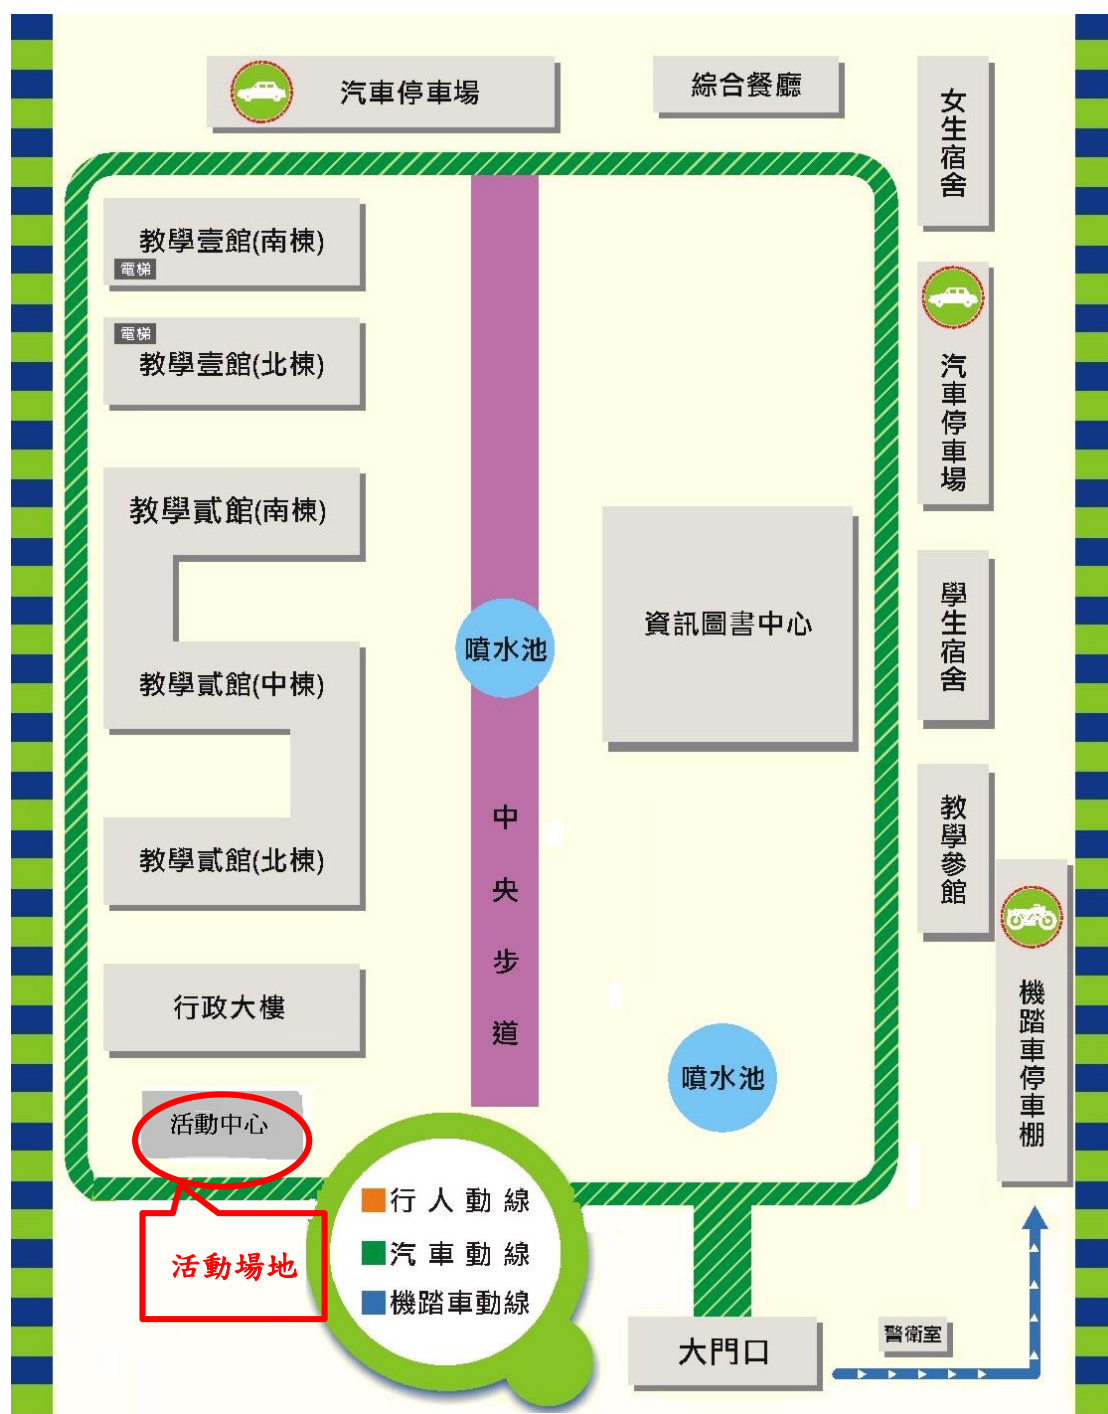 汽車停車場
綜合餐廳
女生宿舍
教學壹館(南棟)
電梯
電梯
教學壹館(北棟)
汽車停車場
教學貳館(南棟)
學生宿舍
資訊圖書中心
噴水池
教學貳館(中棟)
教學參館
中央步道
教學貳館(北棟)
機踏車停車棚
行政大樓
噴水池
活動中心
行人動線
汽車動線
機踏車動線
活動場地
警衛室
大門口